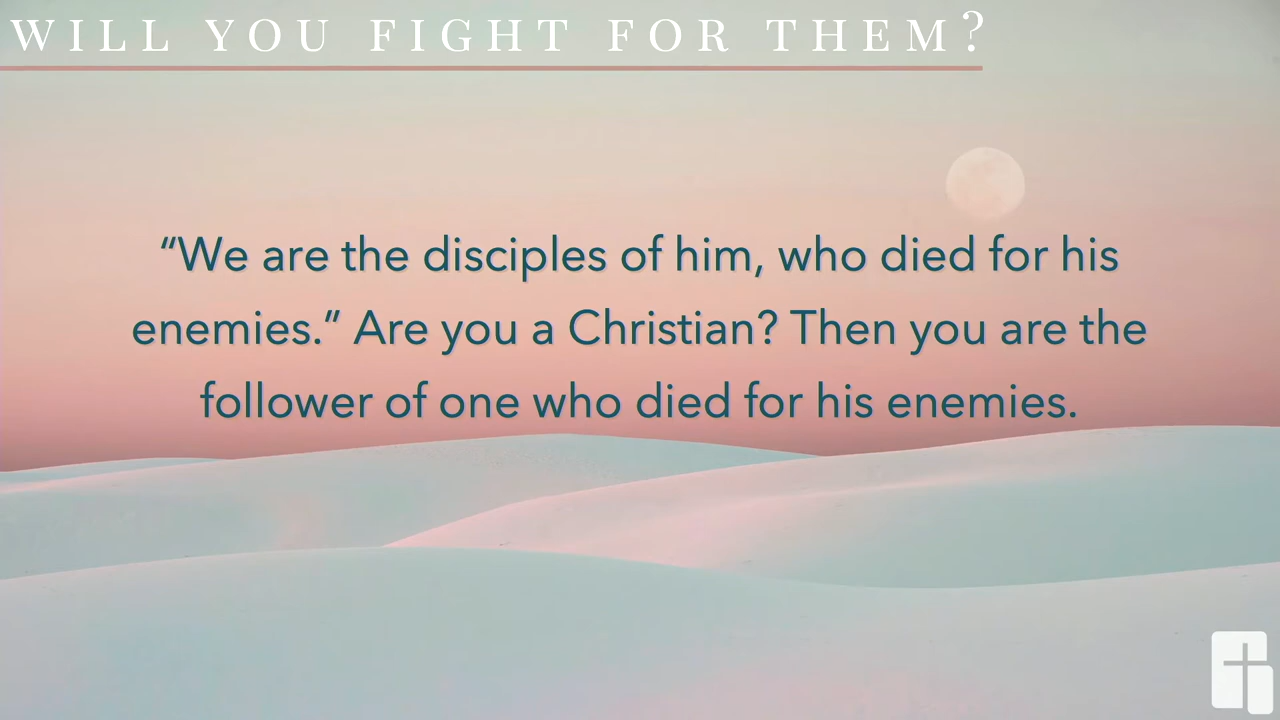 WILL YOU FIGHT FOR THEM?
“We are the disciples of him, who died for his
enemies.” Are you a Christian? Then you are the
follower of one who died for his enemies.